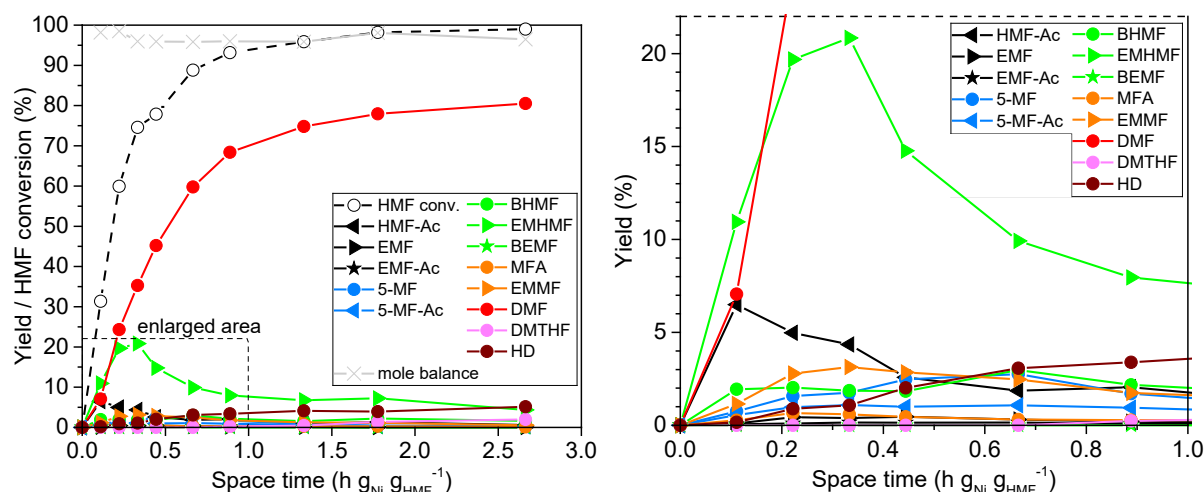 Yield / HMF conversion (%)
100
90
80
70
60
50
40
30
20
10
0
enlarged area
HMF conv.
HMF-Ac
EMF
EMF-Ac
5-MF
5-MF-Ac
mole balance
BHMF
EMHMF
BEMF
MFA
EMMF
DMF
DMTHF
HD
0.0 0.5 1.0 1.5 2.0 2.5 3.0
Space time (h g_Ni g_HMF^-1)
Yield (%)
20
15
10
5
0
HMF-Ac
EMF
EMF-Ac
5-MF
5-MF-Ac
BHMF
EMHMF
BEMF
MFA
EMMF
DMF
DMTHF
HD
0.0 0.2 0.4 0.6 0.8 1.0
Space time (h g_Ni g_HMF^-1)